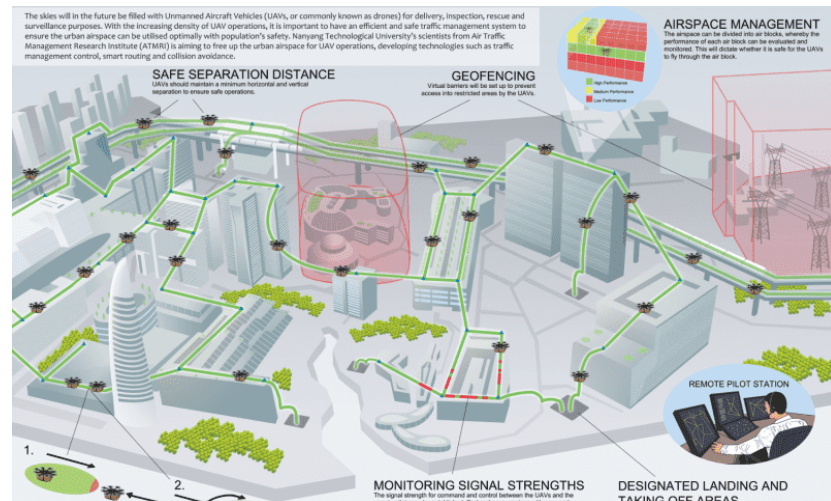 The skies will in the future be filled with Unmanned Aircraft Vehicles (UAVs, or commonly known as drones) for delivery, inspection, rescue and
surveillance purposes. With the increasing density of UAV operations, it is important to have an efficient and safe traffic management system to
ensure the urban airspace can be utilised optimally with population's safety. Nanyang Technological University's scientists from Air Traffic
Management Research Institute (ATMRI) is aiming to free up the urban airspace for UAV operations, developing technologies such as traffic
management control, smart routing and collision avoidance.
AIRSPACE MANAGEMENT
The airspace can be divided into air blocks, whereby the
performance of each air block can be evaluated and
monitored. This will dictate whether it is safe for the UAVs
to fly through the air block.
High Performance
Medium Performance
Low Performance
SAFE SEPARATION DISTANCE
UAVs should maintain a minimum horizontal and vertical
separation to ensure safe operations.
GEOFENCING
Virtual barriers will be set up to prevent
access into restricted areas by the UAVs.
REMOTE PILOT STATION
1.
2.
MONITORING SIGNAL STRENGTHS
The signal strength for command and control between the UAVs and the
DESIGNATED LANDING AND
TAKING OFF AREAS